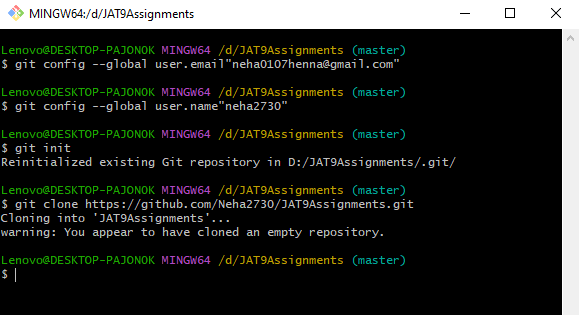 MINGW64:/d/JAT9Assignments
Lenovo@DESKTOP-PAJONOK MINGW64 /d/JAT9Assignments (master)
$ git config --global user.email"neha0107henna@gmail.com"
Lenovo@DESKTOP-PAJONOK MINGW64 /d/JAT9Assignments (master)
$ git config --global user.name"neha2730"
Lenovo@DESKTOP-PAJONOK MINGW64 /d/JAT9Assignments (master)
$ git init
Reinitialized existing Git repository in D:/JAT9Assignments/.git/
Lenovo@DESKTOP-PAJONOK MINGW64 /d/JAT9Assignments (master)
$ git clone https://github.com/Neha2730/JAT9Assignments.git
Cloning into 'JAT9Assignments'...
warning: You appear to have cloned an empty repository.
Lenovo@DESKTOP-PAJONOK MINGW64 /d/JAT9Assignments (master)
$